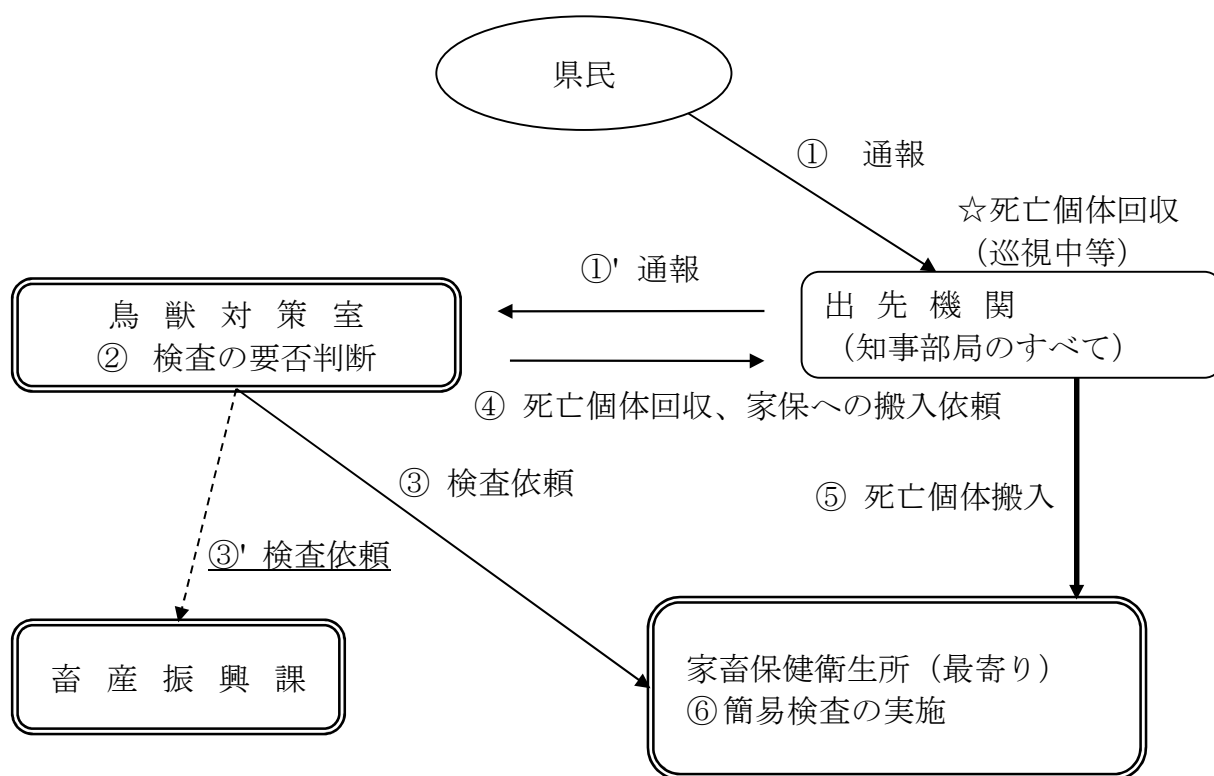 県民
① 通報
☆死亡個体回収
（巡視中等）
①' 通報
鳥 獣 対 策 室
② 検査の要否判断
出 先 機 関
（知事部局のすべて）
④ 死亡個体回収、家保への搬入依頼
③ 検査依頼
⑤ 死亡個体搬入
③' 検査依頼
畜 産 振 興 課
家畜保健衛生所（最寄り）
⑥簡易検査の実施